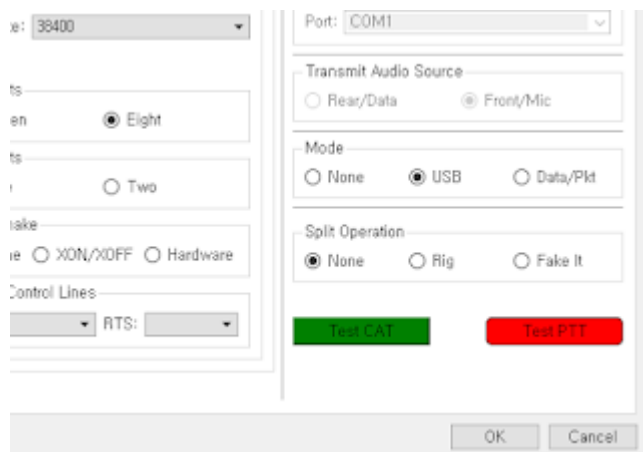 te: 38400
Port: COM1
Transmit Audio Source
Rear/Data Front/Mic
ts
en Eight
Mode
None USB Data/Pkt
ts
e Two
ake
e XON/XOFF Hardware
Split Operation
None Rig Fake It
Control Lines
RTS:
Test CAT Test PTT
OK Cancel